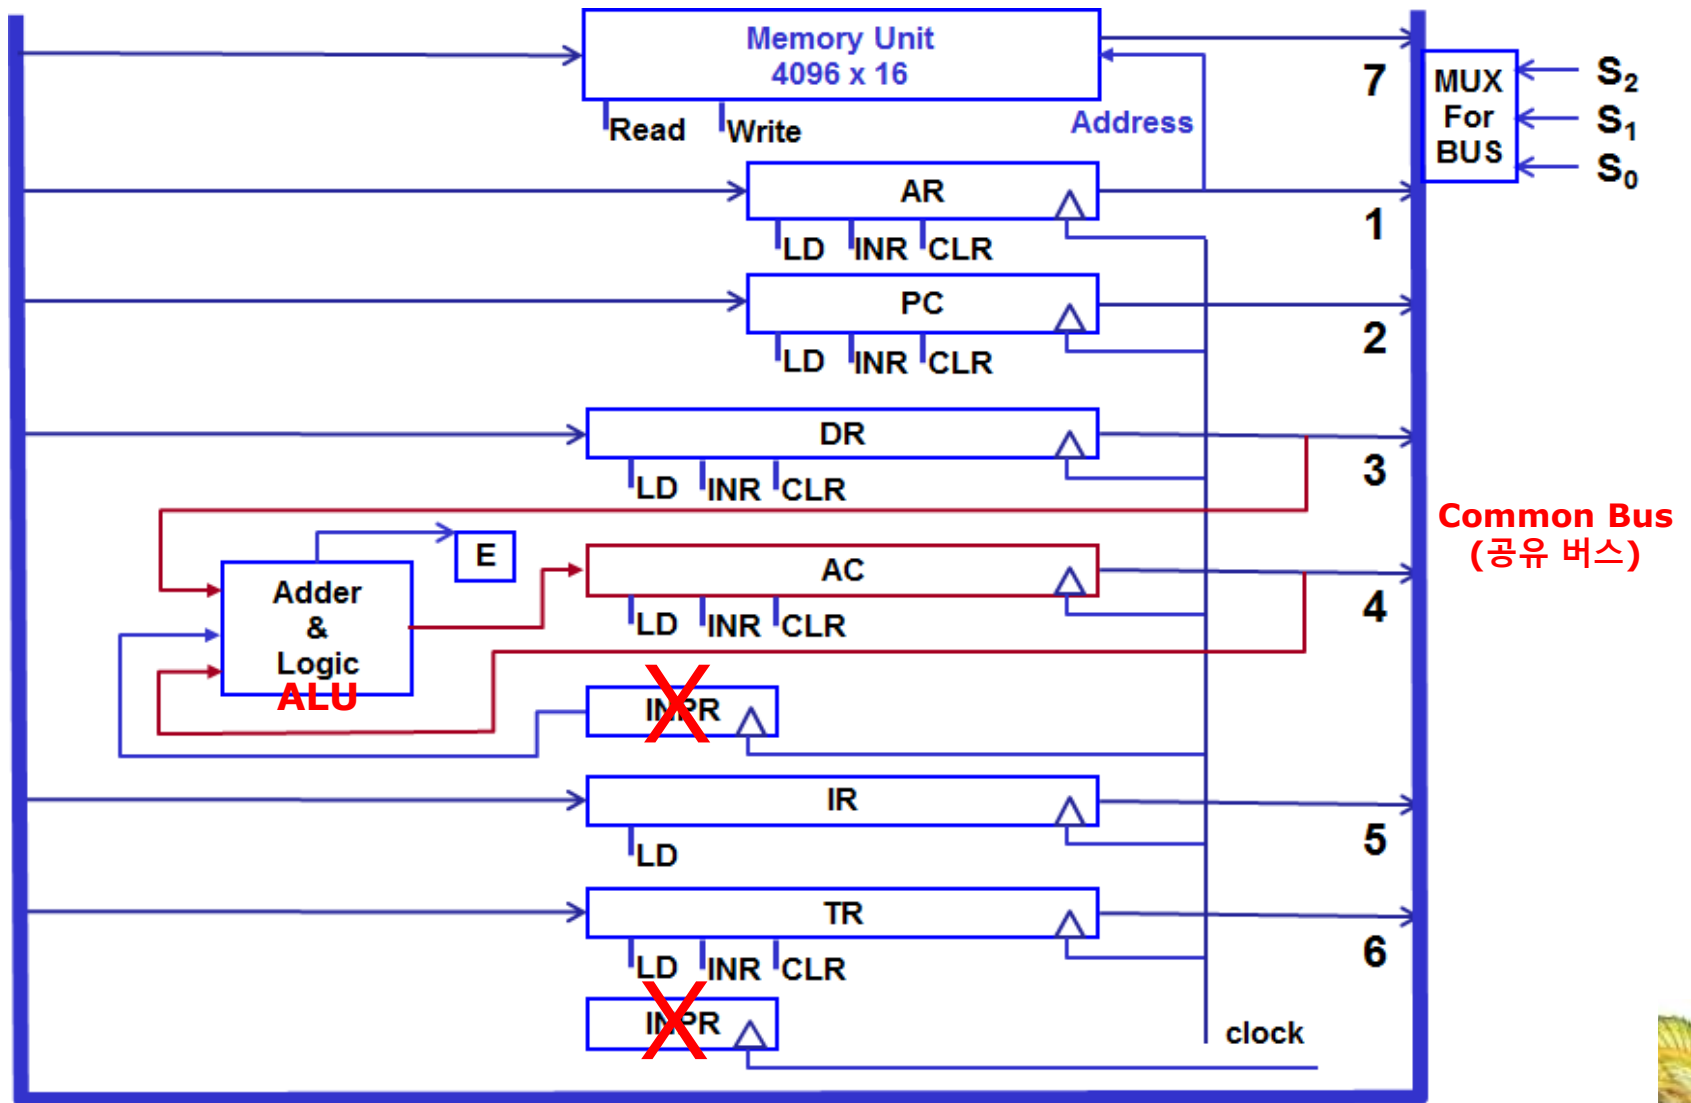 Memory Unit
4096 x 16
Read
Write
Address
7
MUX
For
BUS
S₂
S₁
S₀
AR
LD INR CLR
1
PC
LD INR CLR
2
DR
LD INR CLR
3
Common Bus
(공유 버스)
E
Adder
&
Logic
ALU
AC
LD INR CLR
4
INPR
X
IR
LD
5
TR
LD INR CLR
6
INPR
X
clock